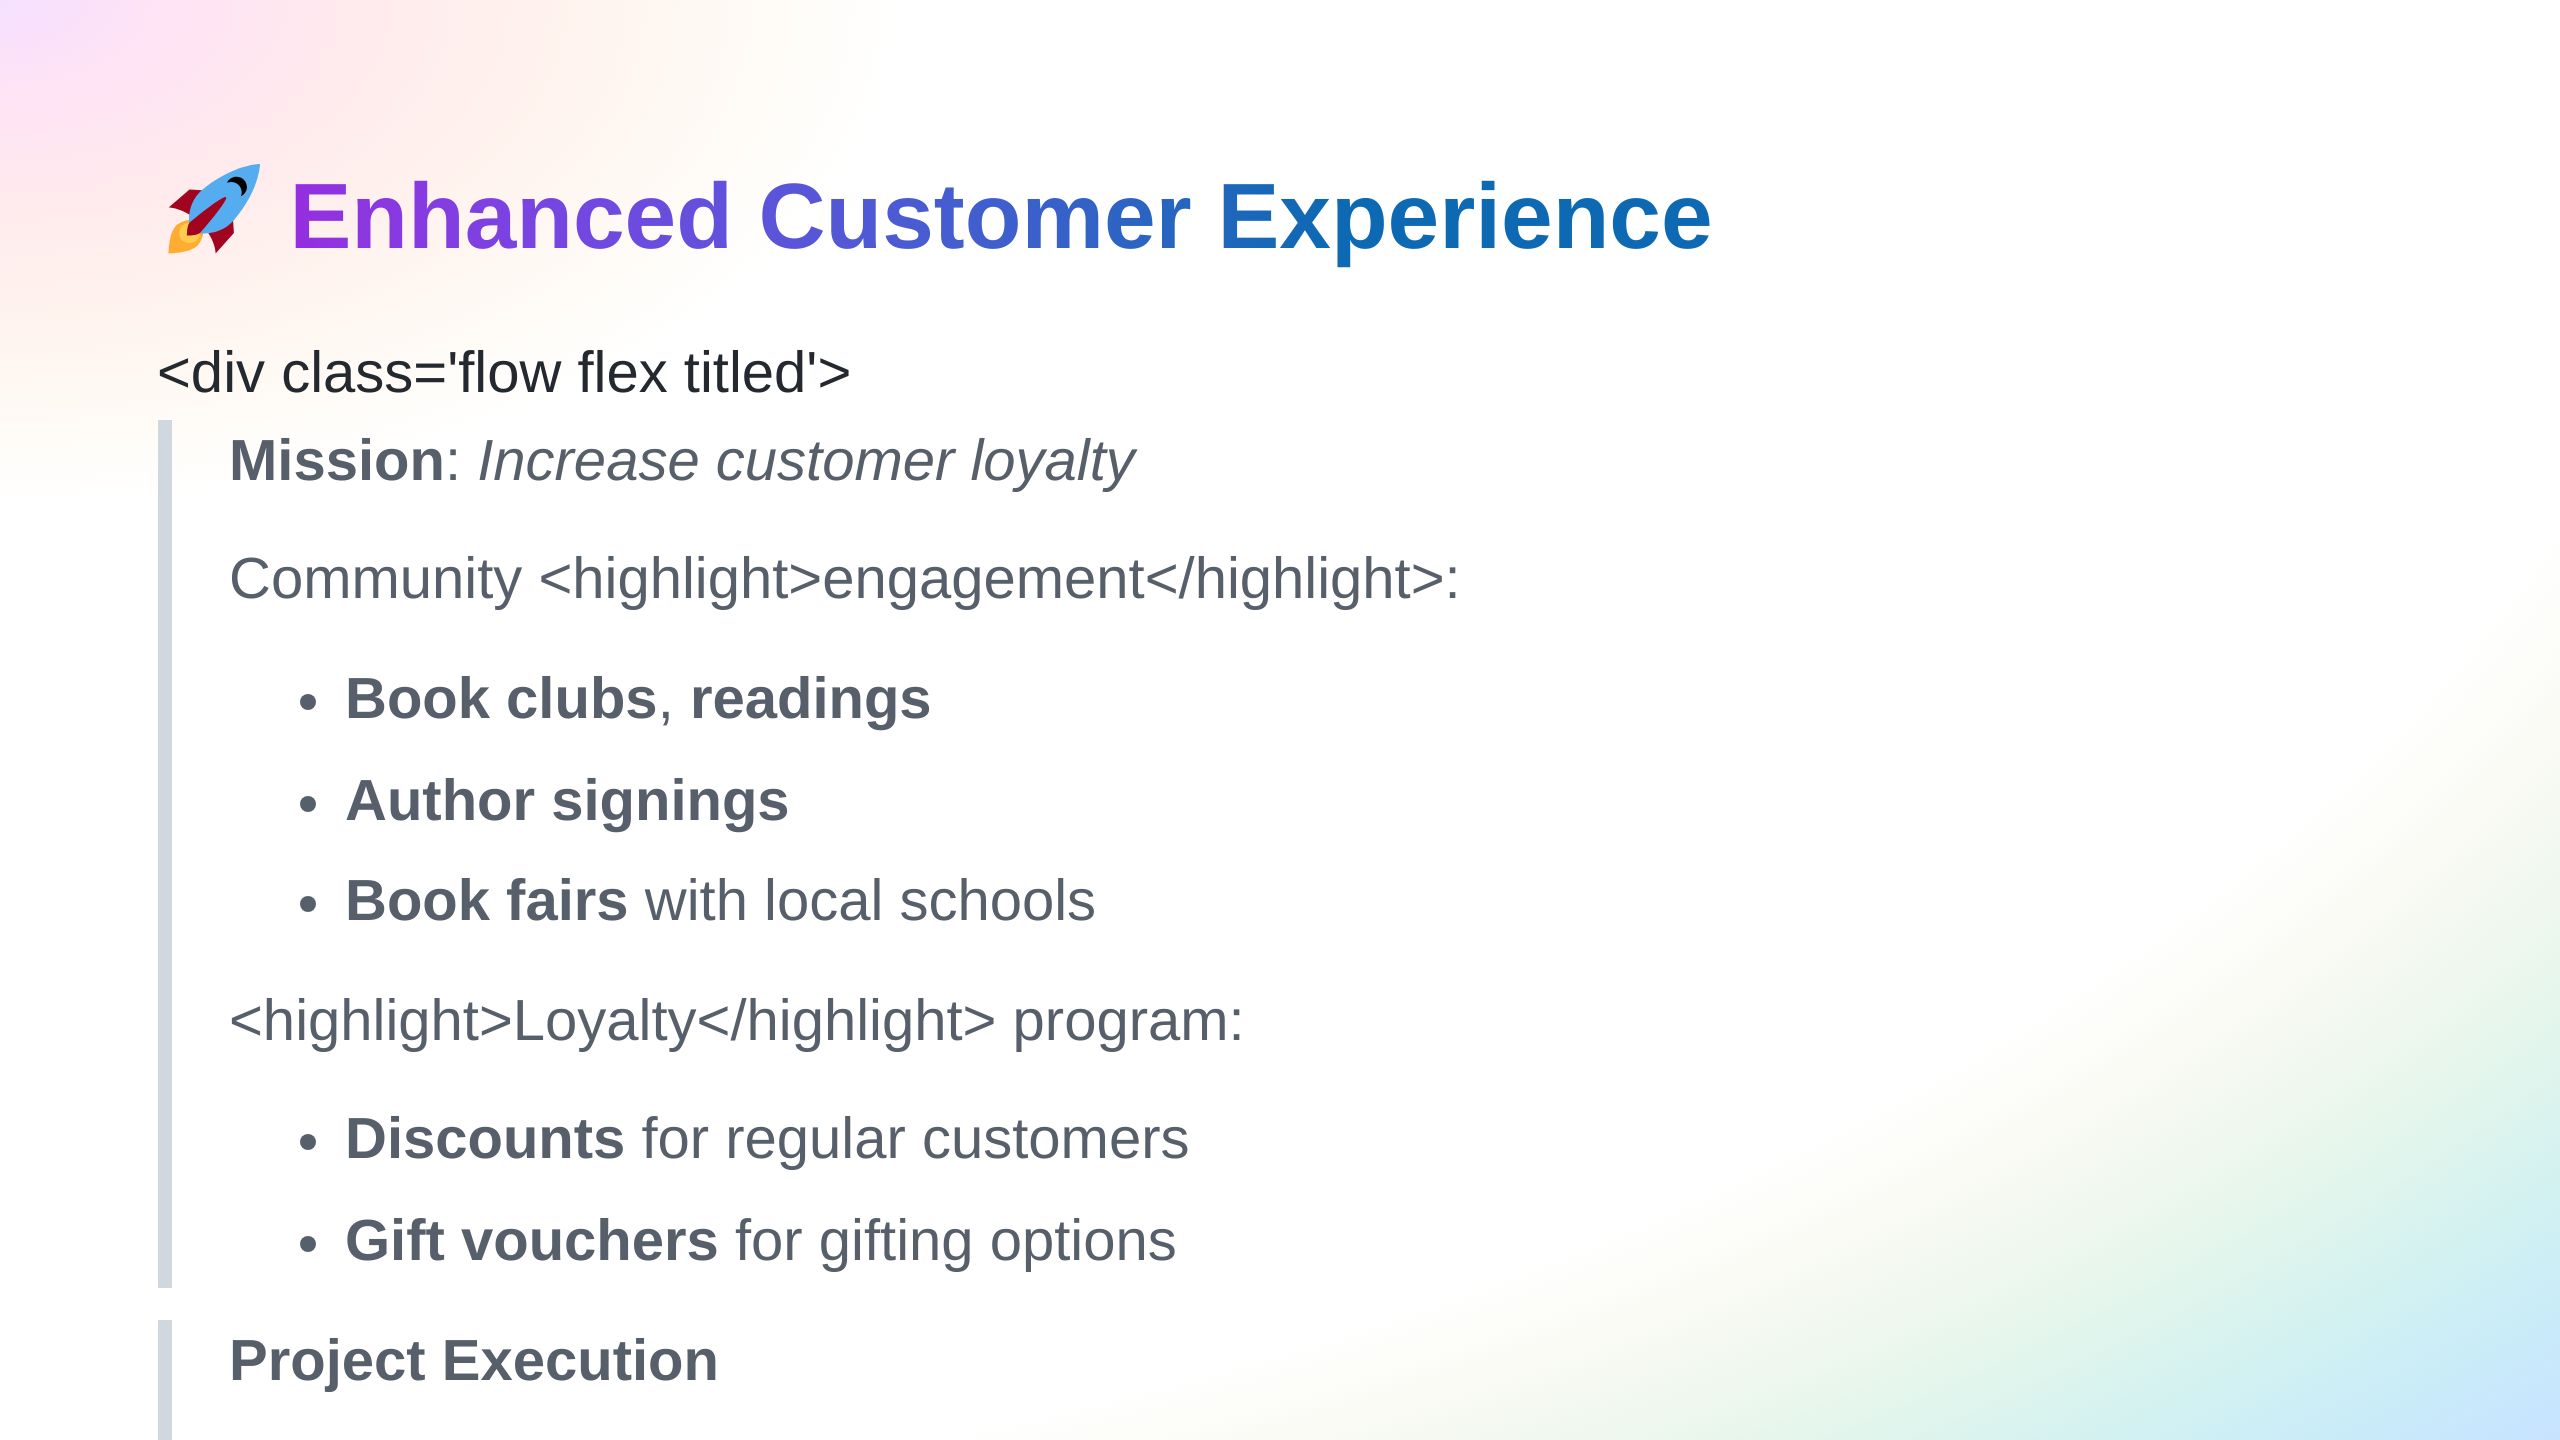 🚀 Enhanced Customer Experience
<div class='flow flex titled'>
Mission: Increase customer loyalty
Community <highlight>engagement</highlight>:
• Book clubs, readings
• Author signings
• Book fairs with local schools
<highlight>Loyalty</highlight> program:
• Discounts for regular customers
• Gift vouchers for gifting options
Project Execution